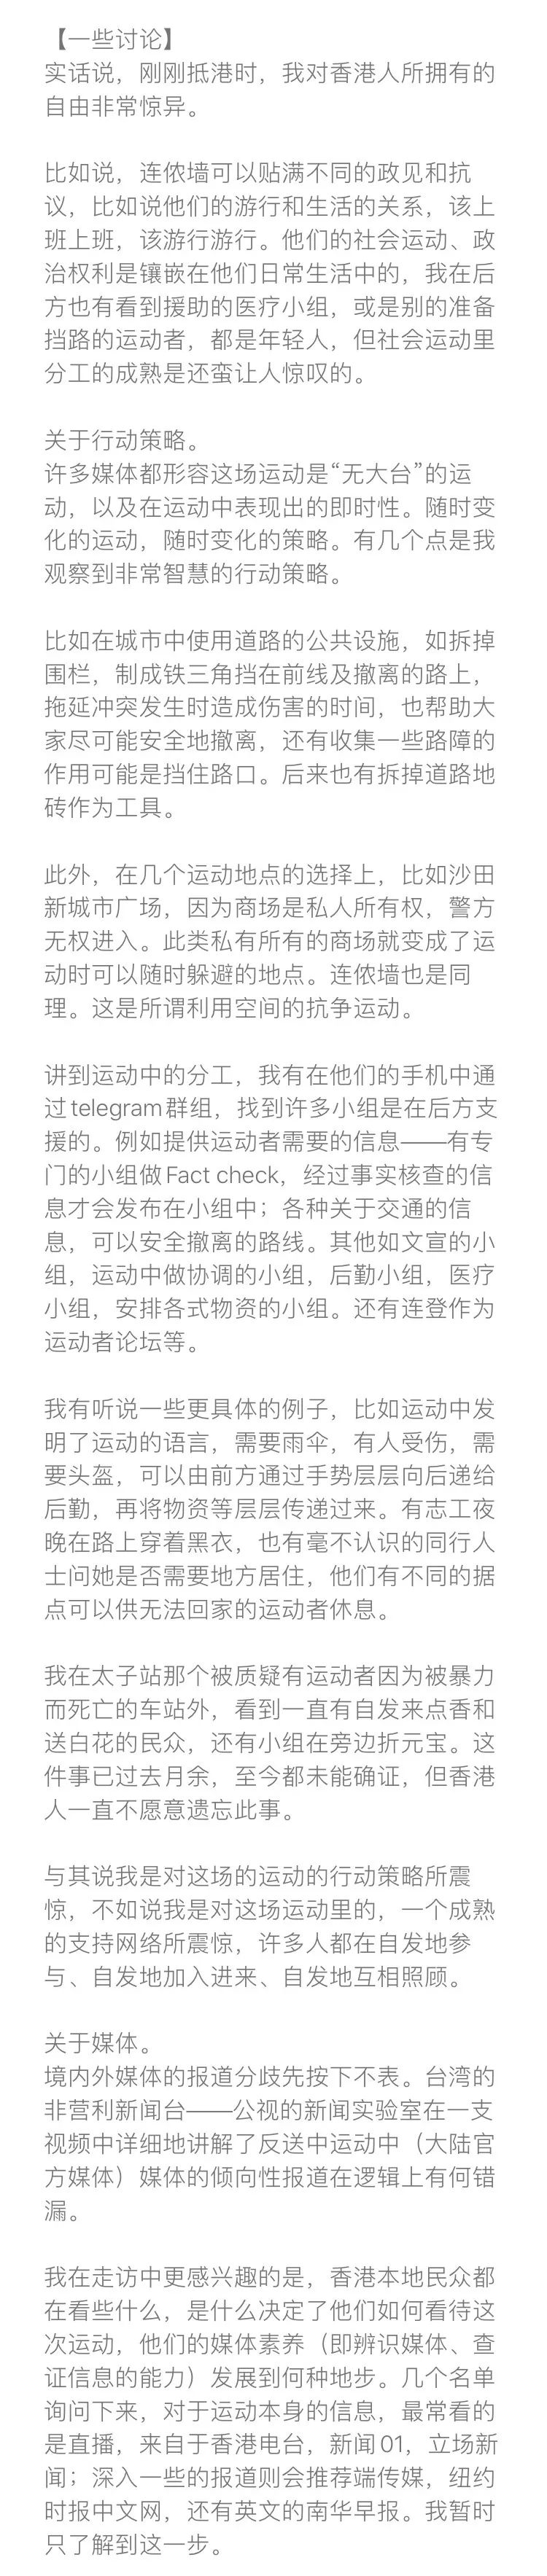 【一些讨论】
实话说，刚刚抵港时，我对香港人所拥有的
自由非常惊异。
比如说，连侬墙可以贴满不同的政见和抗
议，比如说他们的游行和生活的关系，该上
班上班，该游行游行。他们的社会运动、政
治权利是镶嵌在他们日常生活中的，我在后
方也有看到援助的医疗小组，或是别的准备
挡路的运动者，都是年轻人，但社会运动里
分工的成熟是还蛮让人惊叹的。
关于行动策略。
许多媒体都形容这场运动是“无大台”的运
动，以及在运动中表现出的即时性。随时变
化的运动，随时变化的策略。有几个点是我
观察到非常智慧的行动策略。
比如在城市中使用道路的公共设施，如拆掉
围栏，制成铁三角挡在前线及撤离的路上，
拖延冲突发生时造成伤害的时间，也帮助大
家尽可能安全地撤离，还有收集一些路障的
作用可能是挡住路口。后来也有拆掉道路地
砖作为工具。
此外，在几个运动地点的选择上，比如沙田
新城市广场，因为商场是私人所有权，警方
无权进入。此类私有所有的商场就变成了运
动时可以随时躲避的地点。连侬墙也是同
理。这是所谓利用空间的抗争运动。
讲到运动中的分工，我有在他们的手机中通
过telegram群组，找到许多小组是在后方支
援的。例如提供运动者需要的信息——有专
门的小组做Fact check，经过事实核查的信
息才会发布在小组中；各种关于交通的信
息，可以安全撤离的路线。其他如文宣的小
组，运动中做协调的小组，后勤小组，医疗
小组，安排各式物资的小组。还有连登作为
运动者论坛等。
我有听说一些更具体的例子，比如运动中发
明了运动的语言，需要雨伞，有人受伤，需
要头盔，可以由前方通过手势层层向后递给
后勤，再将物资等层层传递过来。有志工夜
晚在路上穿着黑衣，也有毫不认识的同行人
士问她是否需要地方居住，他们有不同的据
点可以供无法回家的运动者休息。
我在太子站那个被质疑有运动者因为被暴力
而死亡的车站外，看到一直有自发来点香和
送白花的民众，还有小组在旁边折元宝。这
件事已过去月余，至今都未能确证，但香港
人一直不愿意遗忘此事。
与其说我是对这场的运动的行动策略所震
惊，不如说我是对这场运动里的，一个成熟
的支持网络所震惊，许多人都在自发地参
与、自发地加入进来、自发地互相照顾。
关于媒体。
境内外媒体的报道分歧先按下不表。台湾的
非营利新闻台——公视的新闻实验室在一支
视频中详细地讲解了反送中运动中（大陆官
方媒体）媒体的倾向性报道在逻辑上有何错
漏。
我在走访中更感兴趣的是，香港本地民众都
在看些什么，是什么决定了他们如何看待这
次运动，他们的媒体素养（即辨识媒体、查
证信息的能力）发展到何种地步。几个名单
询问下来，对于运动本身的信息，最常看的
是直播，来自于香港电台，新闻01，立场新
闻；深入一些的报道则会推荐端传媒，纽约
时报中文网，还有英文的南华早报。我暂时
只了解到这一步。